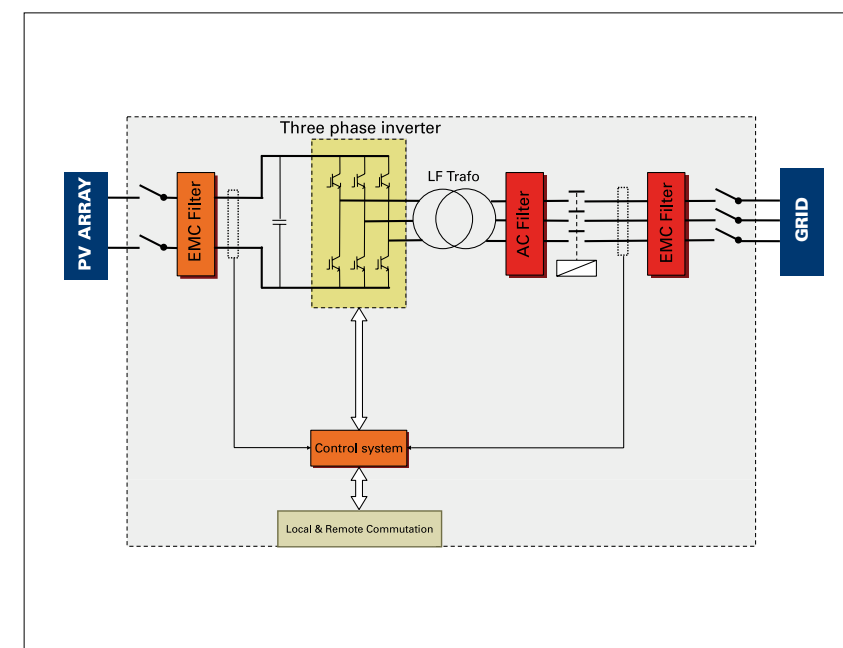 Three phase inverter
LF Trafo
PV ARRAY
EMC Filter
AC Filter
EMC Filter
GRID
Control system
Local & Remote Commutation